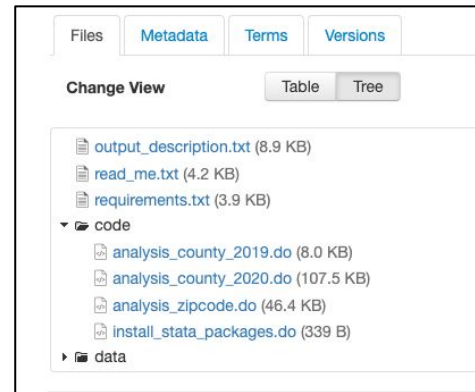 Files Metadata Terms Versions
Change View Table Tree
output_description.txt (8.9 KB)
read_me.txt (4.2 KB)
requirements.txt (3.9 KB)
code
analysis_county_2019.do (8.0 KB)
analysis_county_2020.do (107.5 KB)
analysis_zipcode.do (46.4 KB)
install_stata_packages.do (339 B)
data